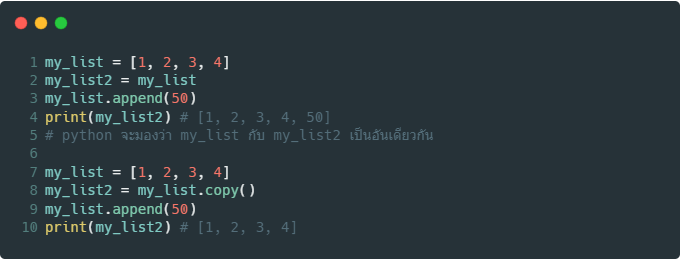 1 my_list = [1, 2, 3, 4]
2 my_list2 = my_list
3 my_list.append(50)
4 print(my_list2) # [1, 2, 3, 4, 50]
5 # python จะมองว่า my_list กับ my_list2 เป็นอันเดียวกัน
6
7 my_list = [1, 2, 3, 4]
8 my_list2 = my_list.copy()
9 my_list.append(50)
10 print(my_list2) # [1, 2, 3, 4]